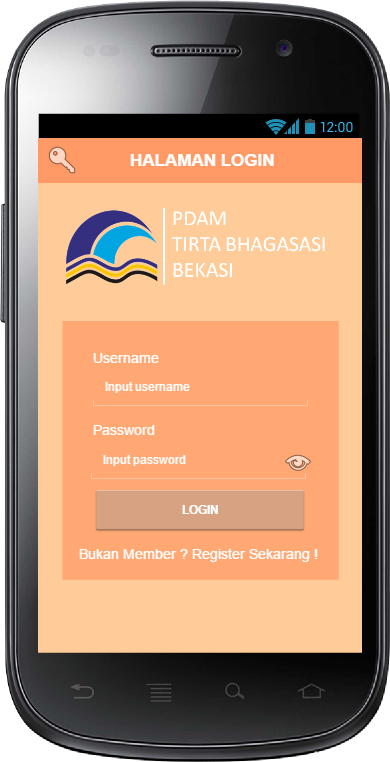 12:00
HALAMAN LOGIN
PDAM
TIRTA BHAGASASI
BEKASI
Username
Input username
Password
Input password
LOGIN
Bukan Member ? Register Sekarang !